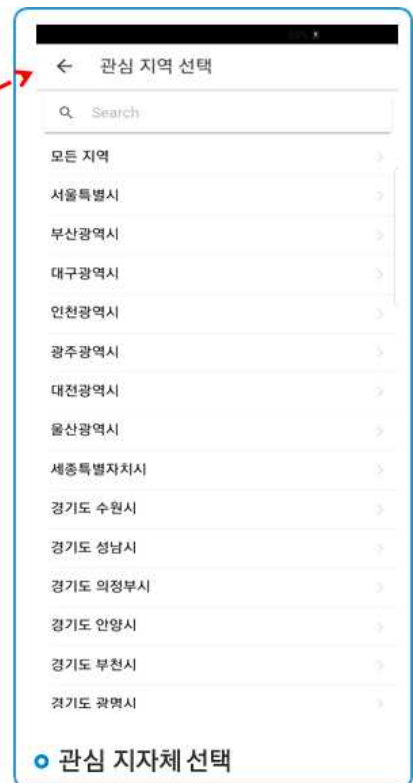 관심 지역 선택
Search
모든 지역
서울특별시
부산광역시
대구광역시
인천광역시
광주광역시
대전광역시
울산광역시
세종특별자치시
경기도 수원시
경기도 성남시
경기도 의정부시
경기도 안양시
경기도 부천시
경기도 광명시
관심 지자체 선택